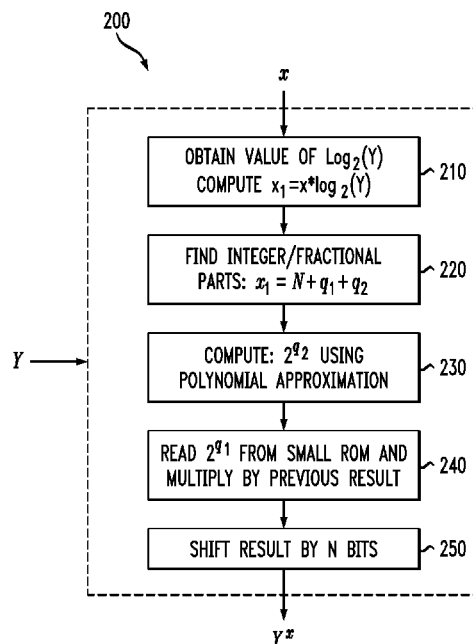 200
x
OBTAIN VALUE OF Log₂(Y)
COMPUTE x₁=x*log₂(Y)
210
FIND INTEGER/FRACTIONAL
PARTS: x₁ = N+q₁+q₂
220
Y
COMPUTE: 2^q₂ USING
POLYNOMIAL APPROXIMATION
230
READ 2^q₁ FROM SMALL ROM AND
MULTIPLY BY PREVIOUS RESULT
240
SHIFT RESULT BY N BITS
250
Yˣ